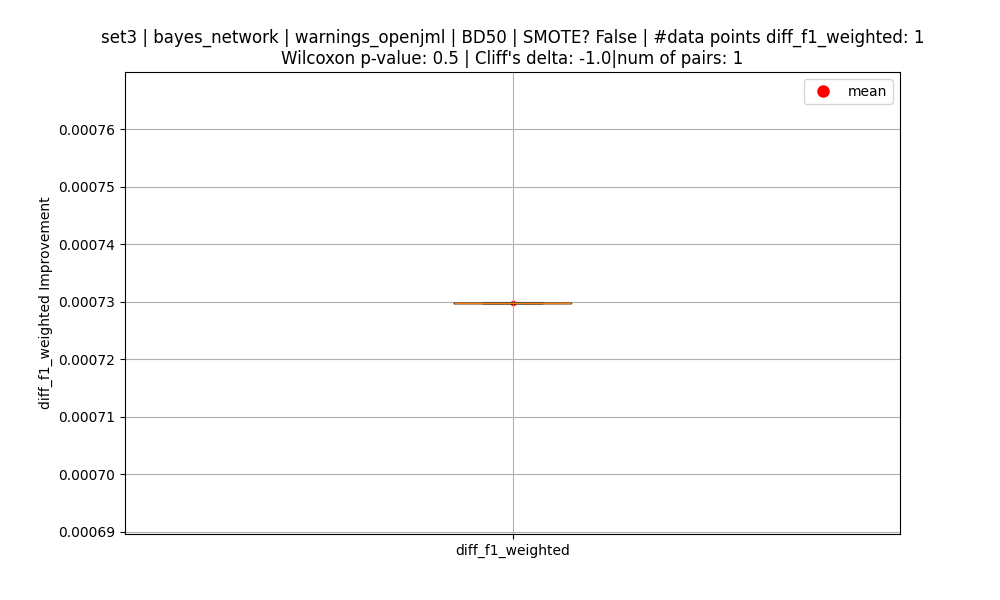 set3 | bayes_network | warnings_openjml | BD50 | SMOTE? False | #data points diff_f1_weighted: 1
Wilcoxon p-value: 0.5 | Cliff's delta: -1.0|num of pairs: 1
mean
0.00076
0.00075
0.00074
0.00073
0.00072
0.00071
0.00070
0.00069
diff_f1_weighted Improvement
diff_f1_weighted